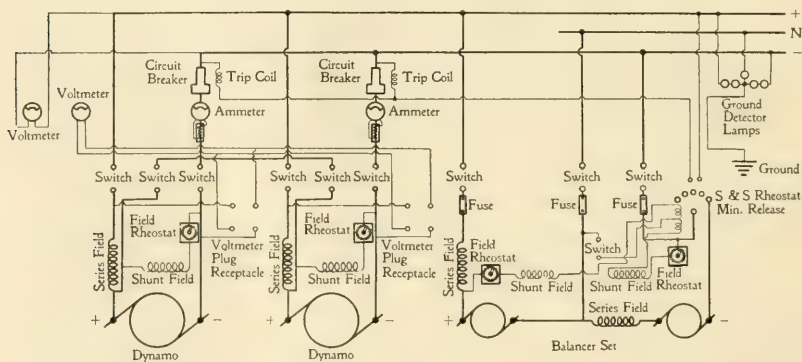 +
N
−
Circuit
Breaker
Trip Coil
Circuit
Breaker
Trip Coil
Voltmeter
Voltmeter
Ammeter
Ammeter
Ground
Detector
Lamps
Ground
Switch
Switch
Switch
Switch
Switch
Switch
Switch
Switch
Switch
Fuse
Fuse
Fuse
S & S Rheostat
Min. Release
Series Field
Field
Rheostat
Shunt Field
Voltmeter
Plug
Receptacle
Series Field
Field
Rheostat
Shunt Field
Voltmeter
Plug
Receptacle
Series Field
Field
Rheostat
Shunt Field
Switch
Shunt Field
Field
Rheostat
Series Field
+
−
Dynamo
+
−
Dynamo
+
−
+
−
Balancer Set